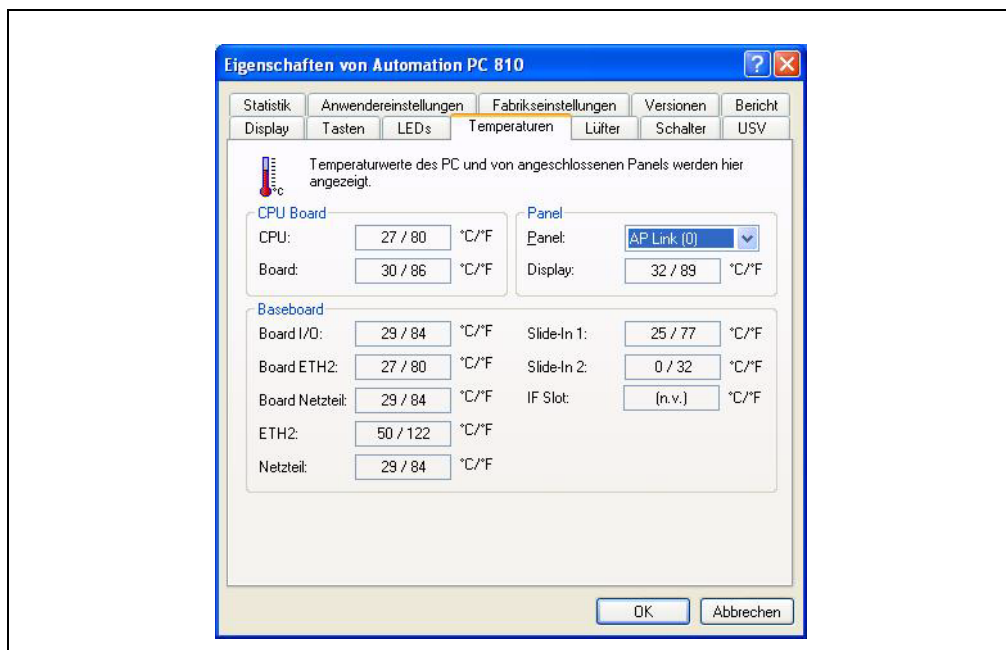 Eigenschaften von Automation PC 810
Statistik Anwendereinstellungen Fabrikseinstellungen Versionen Bericht
Display Tasten LEDs Temperaturen Lüfter Schalter USV
°C
Temperaturwerte des PC und von angeschlossenen Panels werden hier
angezeigt.
CPU Board
CPU: 27 / 80 °C/°F
Board: 30 / 86 °C/°F
Panel
Panel: AP Link (0)
Display: 32 / 89 °C/°F
Baseboard
Board I/O: 29 / 84 °C/°F Slide-In 1: 25 / 77 °C/°F
Board ETH2: 27 / 80 °C/°F Slide-In 2: 0 / 32 °C/°F
Board Netzteil: 29 / 84 °C/°F IF Slot: (n.v.) °C/°F
ETH2: 50 / 122 °C/°F
Netzteil: 29 / 84 °C/°F
OK Abbrechen